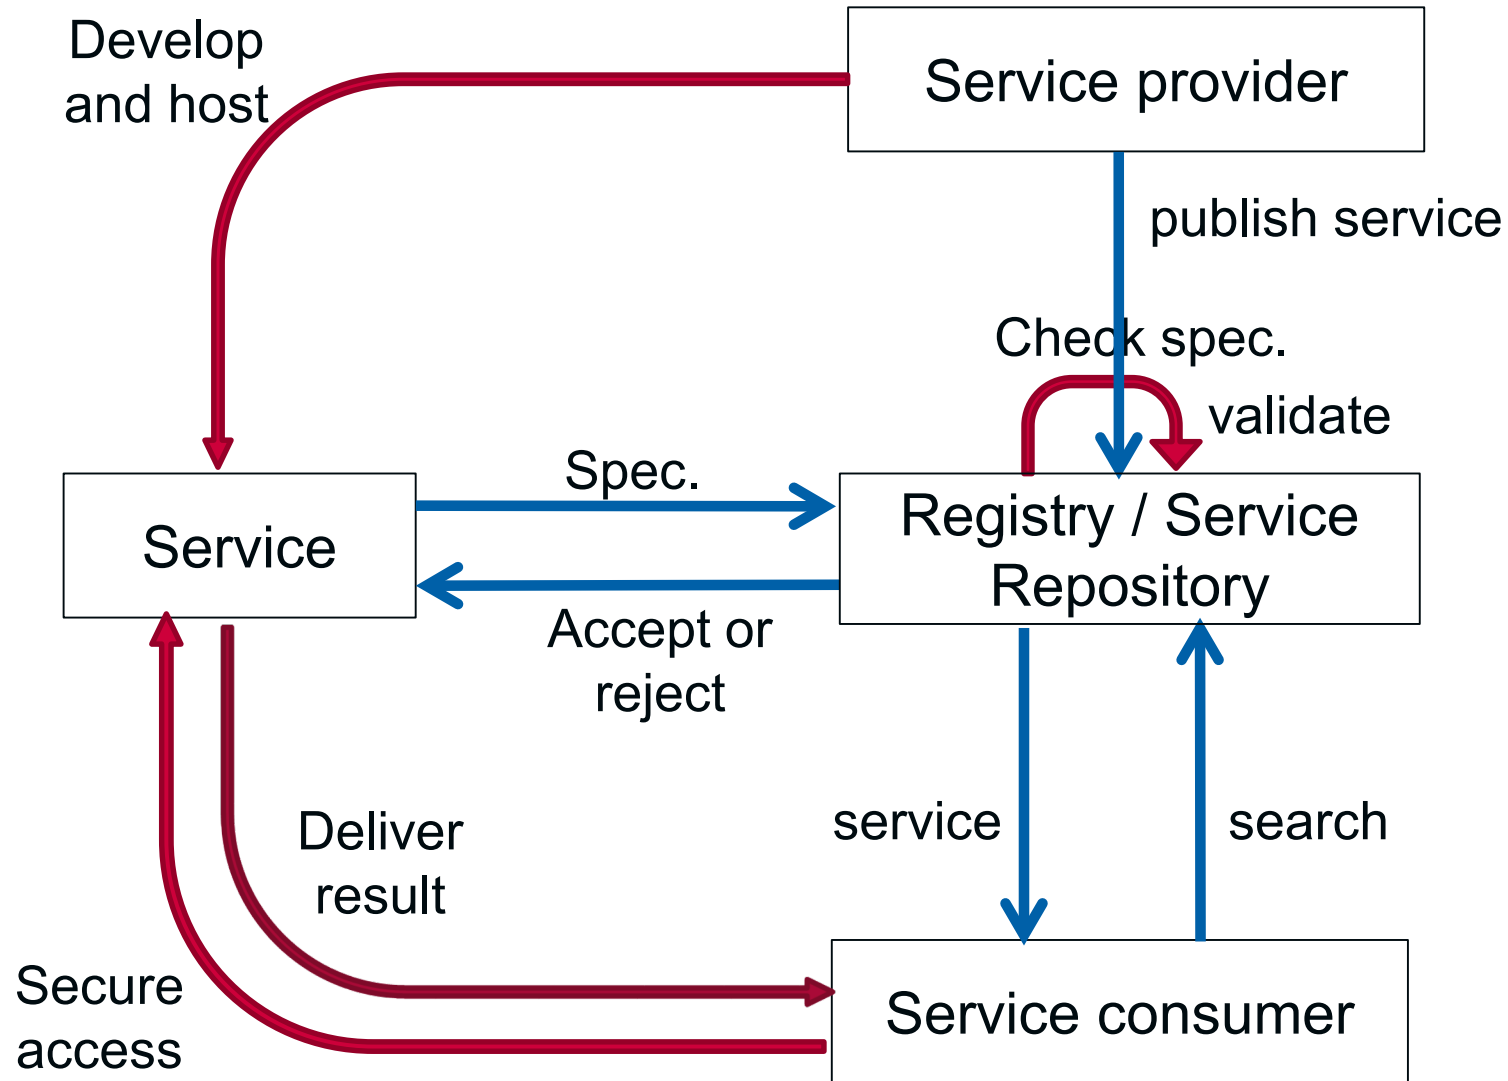 Develop
and host
Service provider
publish service
Check spec.
validate
Spec.
Service
Registry / Service
Repository
Accept or
reject
Deliver
result
service
search
Secure
access
Service consumer